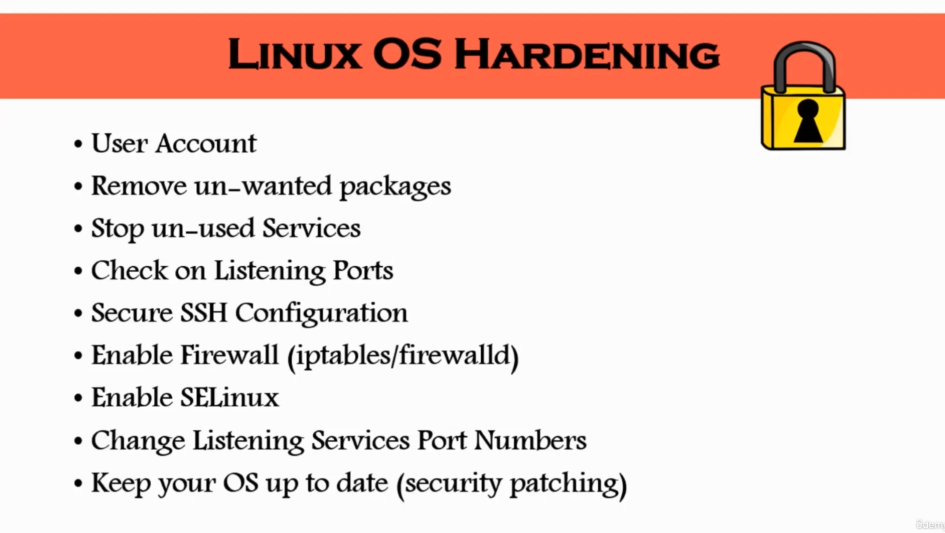 Linux OS Hardening
• User Account
• Remove un-wanted packages
• Stop un-used Services
• Check on Listening Ports
• Secure SSH Configuration
• Enable Firewall (iptables/firewalld)
• Enable SELinux
• Change Listening Services Port Numbers
• Keep your OS up to date (security patching)